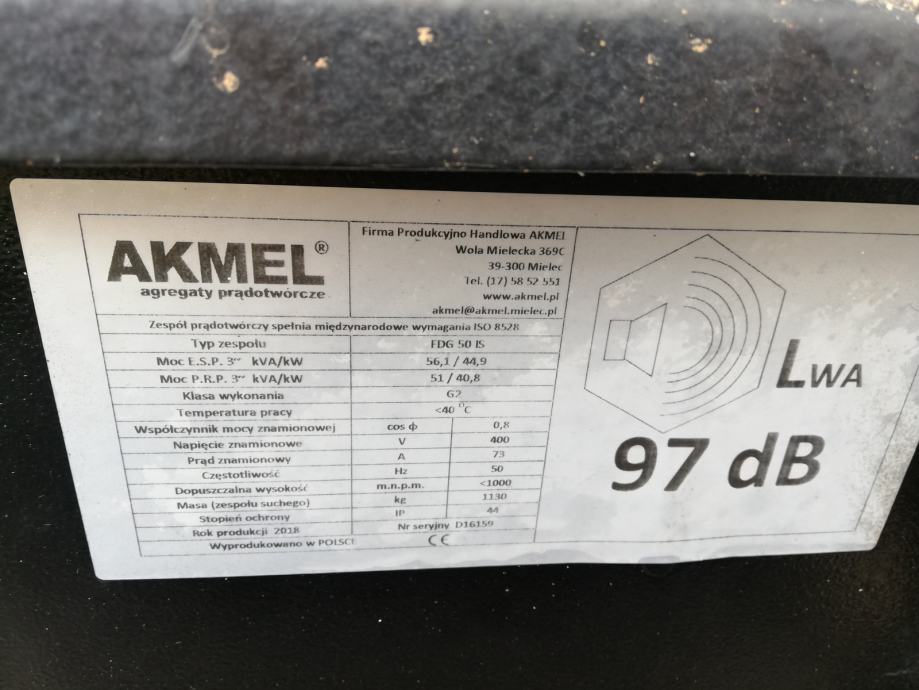 AKMEL®
agregaty prądotwórcze
Firma Produkcyjno Handlowa AKMEL
Wola Mielecka 369C
39-300 Mielec
Tel. (17) 58 52 551
www.akmel.pl
akmel@akmel.mielec.pl
Zespół prądotwórczy spełnia międzynarodowe wymagania ISO 8528
Typ zespołu FDG 50 IS
Moc E.S.P. 3~ kVA/kW 56,1 / 44,9
Moc P.R.P. 3~ kVA/kW 51 / 40,8
Klasa wykonania G2
Temperatura pracy <40 °C
Współczynnik mocy znamionowej cos ϕ 0,8
Napięcie znamionowe V 400
Prąd znamionowy A 73
Częstotliwość Hz 50
Dopuszczalna wysokość m.n.p.m. <1000
Masa (zespołu suchego) kg 1130
Stopień ochrony IP 44
Rok produkcji 2018 Nr seryjny D16159
Wyprodukowano w POLSCE CE
LWA
97 dB